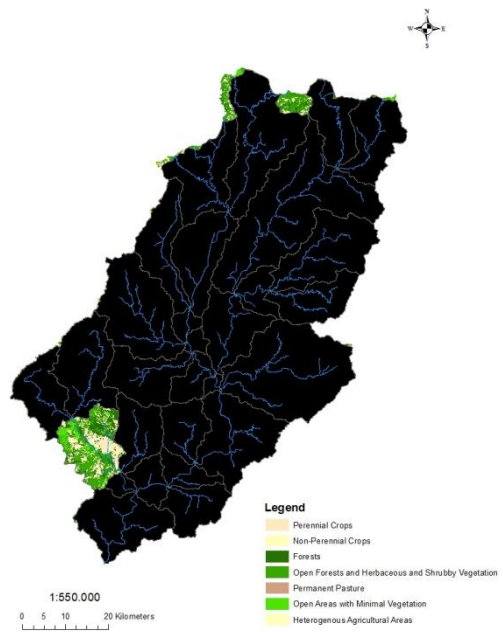 N
W E
S
Legend
Perennial Crops
Non-Perennial Crops
Forests
Open Forests and Herbaceous and Shrubby Vegetation
Permanent Pasture
Open Areas with Minimal Vegetation
Heterogenous Agricultural Areas
1:550.000
0 5 10 20 Kilometers